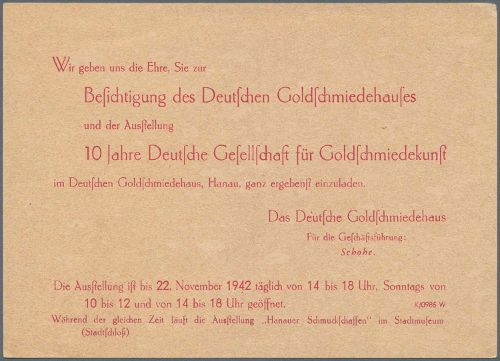 Wir geben uns die Ehre, Sie zur
Beſichtigung des Deutſchen Goldſchmiedehauſes
und der Ausſtellung
10 Jahre Deutſche Geſellſchaft für Goldſchmiedekunſt
im Deutſchen Goldſchmiedehaus, Hanau, ganz ergebenſt einzuladen.
Das Deutſche Goldſchmiedehaus
Für die Geſchäftsführung:
Schohe.
Die Ausſtellung iſt bis 22. November 1942 täglich von 14 bis 18 Uhr, Sonntags von
10 bis 12 und von 14 bis 18 Uhr geöffnet.
K/0986 W
Während der gleichen Zeit läuft die Ausſtellung „Hanauer Schmuckſchaffen" im Stadtmuſeum
(Stadtſchloß)